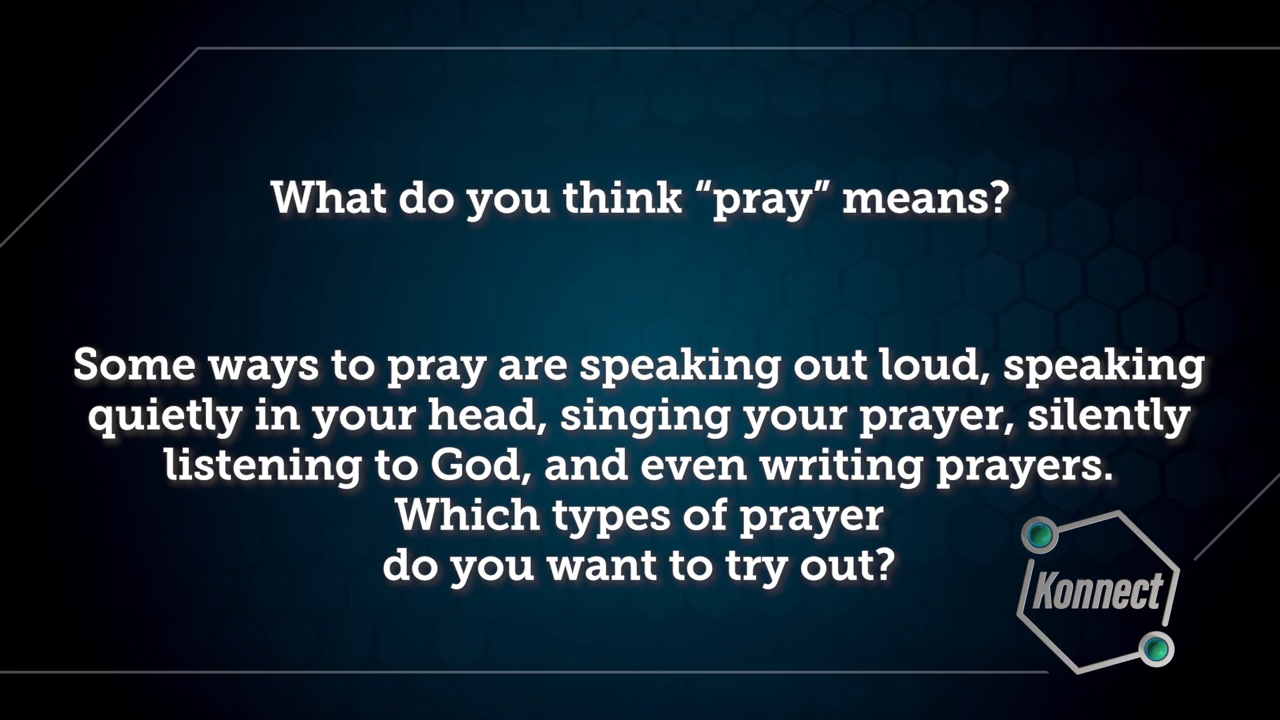 What do you think “pray” means?
Some ways to pray are speaking out loud, speaking
quietly in your head, singing your prayer, silently
listening to God, and even writing prayers.
Which types of prayer
do you want to try out?
Konnect